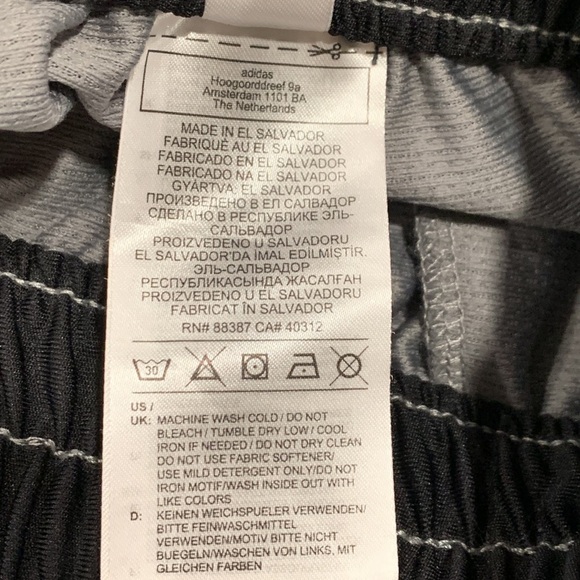 adidas
Hoogoorddreef 9a
Amsterdam 1101 BA
The Netherlands
MADE IN EL SALVADOR
FABRIQUÉ AU EL SALVADOR
FABRICADO EN EL SALVADOR
FABRICADO NA EL SALVADOR
GYÁRTVA: EL SALVADOR
ПРОИЗВЕДЕНО В ЕЛ САЛВАДОР
СДЕЛАНО В РЕСПУБЛИКЕ ЭЛЬ-
САЛЬВАДОР
PROIZVEDENO U SALVADORU
EL SALVADOR'DA İMAL EDİLMİŞTİR.
ЭЛЬ-САЛЬВАДОР
РЕСПУБЛИКАСЫНДА ЖАСАЛҒАН
PROIZVEDENO U EL SALVADORU
FABRICAT ÎN EL SALVADOR
RN# 88387 CA# 40312
30
US /
UK: MACHINE WASH COLD / DO NOT
BLEACH / TUMBLE DRY LOW / COOL
IRON IF NEEDED / DO NOT DRY CLEAN
DO NOT USE FABRIC SOFTENER/
USE MILD DETERGENT ONLY/DO NOT
IRON MOTIF/WASH INSIDE OUT WITH
LIKE COLORS
D: KEINEN WEICHSPUELER VERWENDEN/
BITTE FEINWASCHMITTEL
VERWENDEN/MOTIV BITTE NICHT
BUEGELN/WASCHEN VON LINKS, MIT
GLEICHEN FARBEN